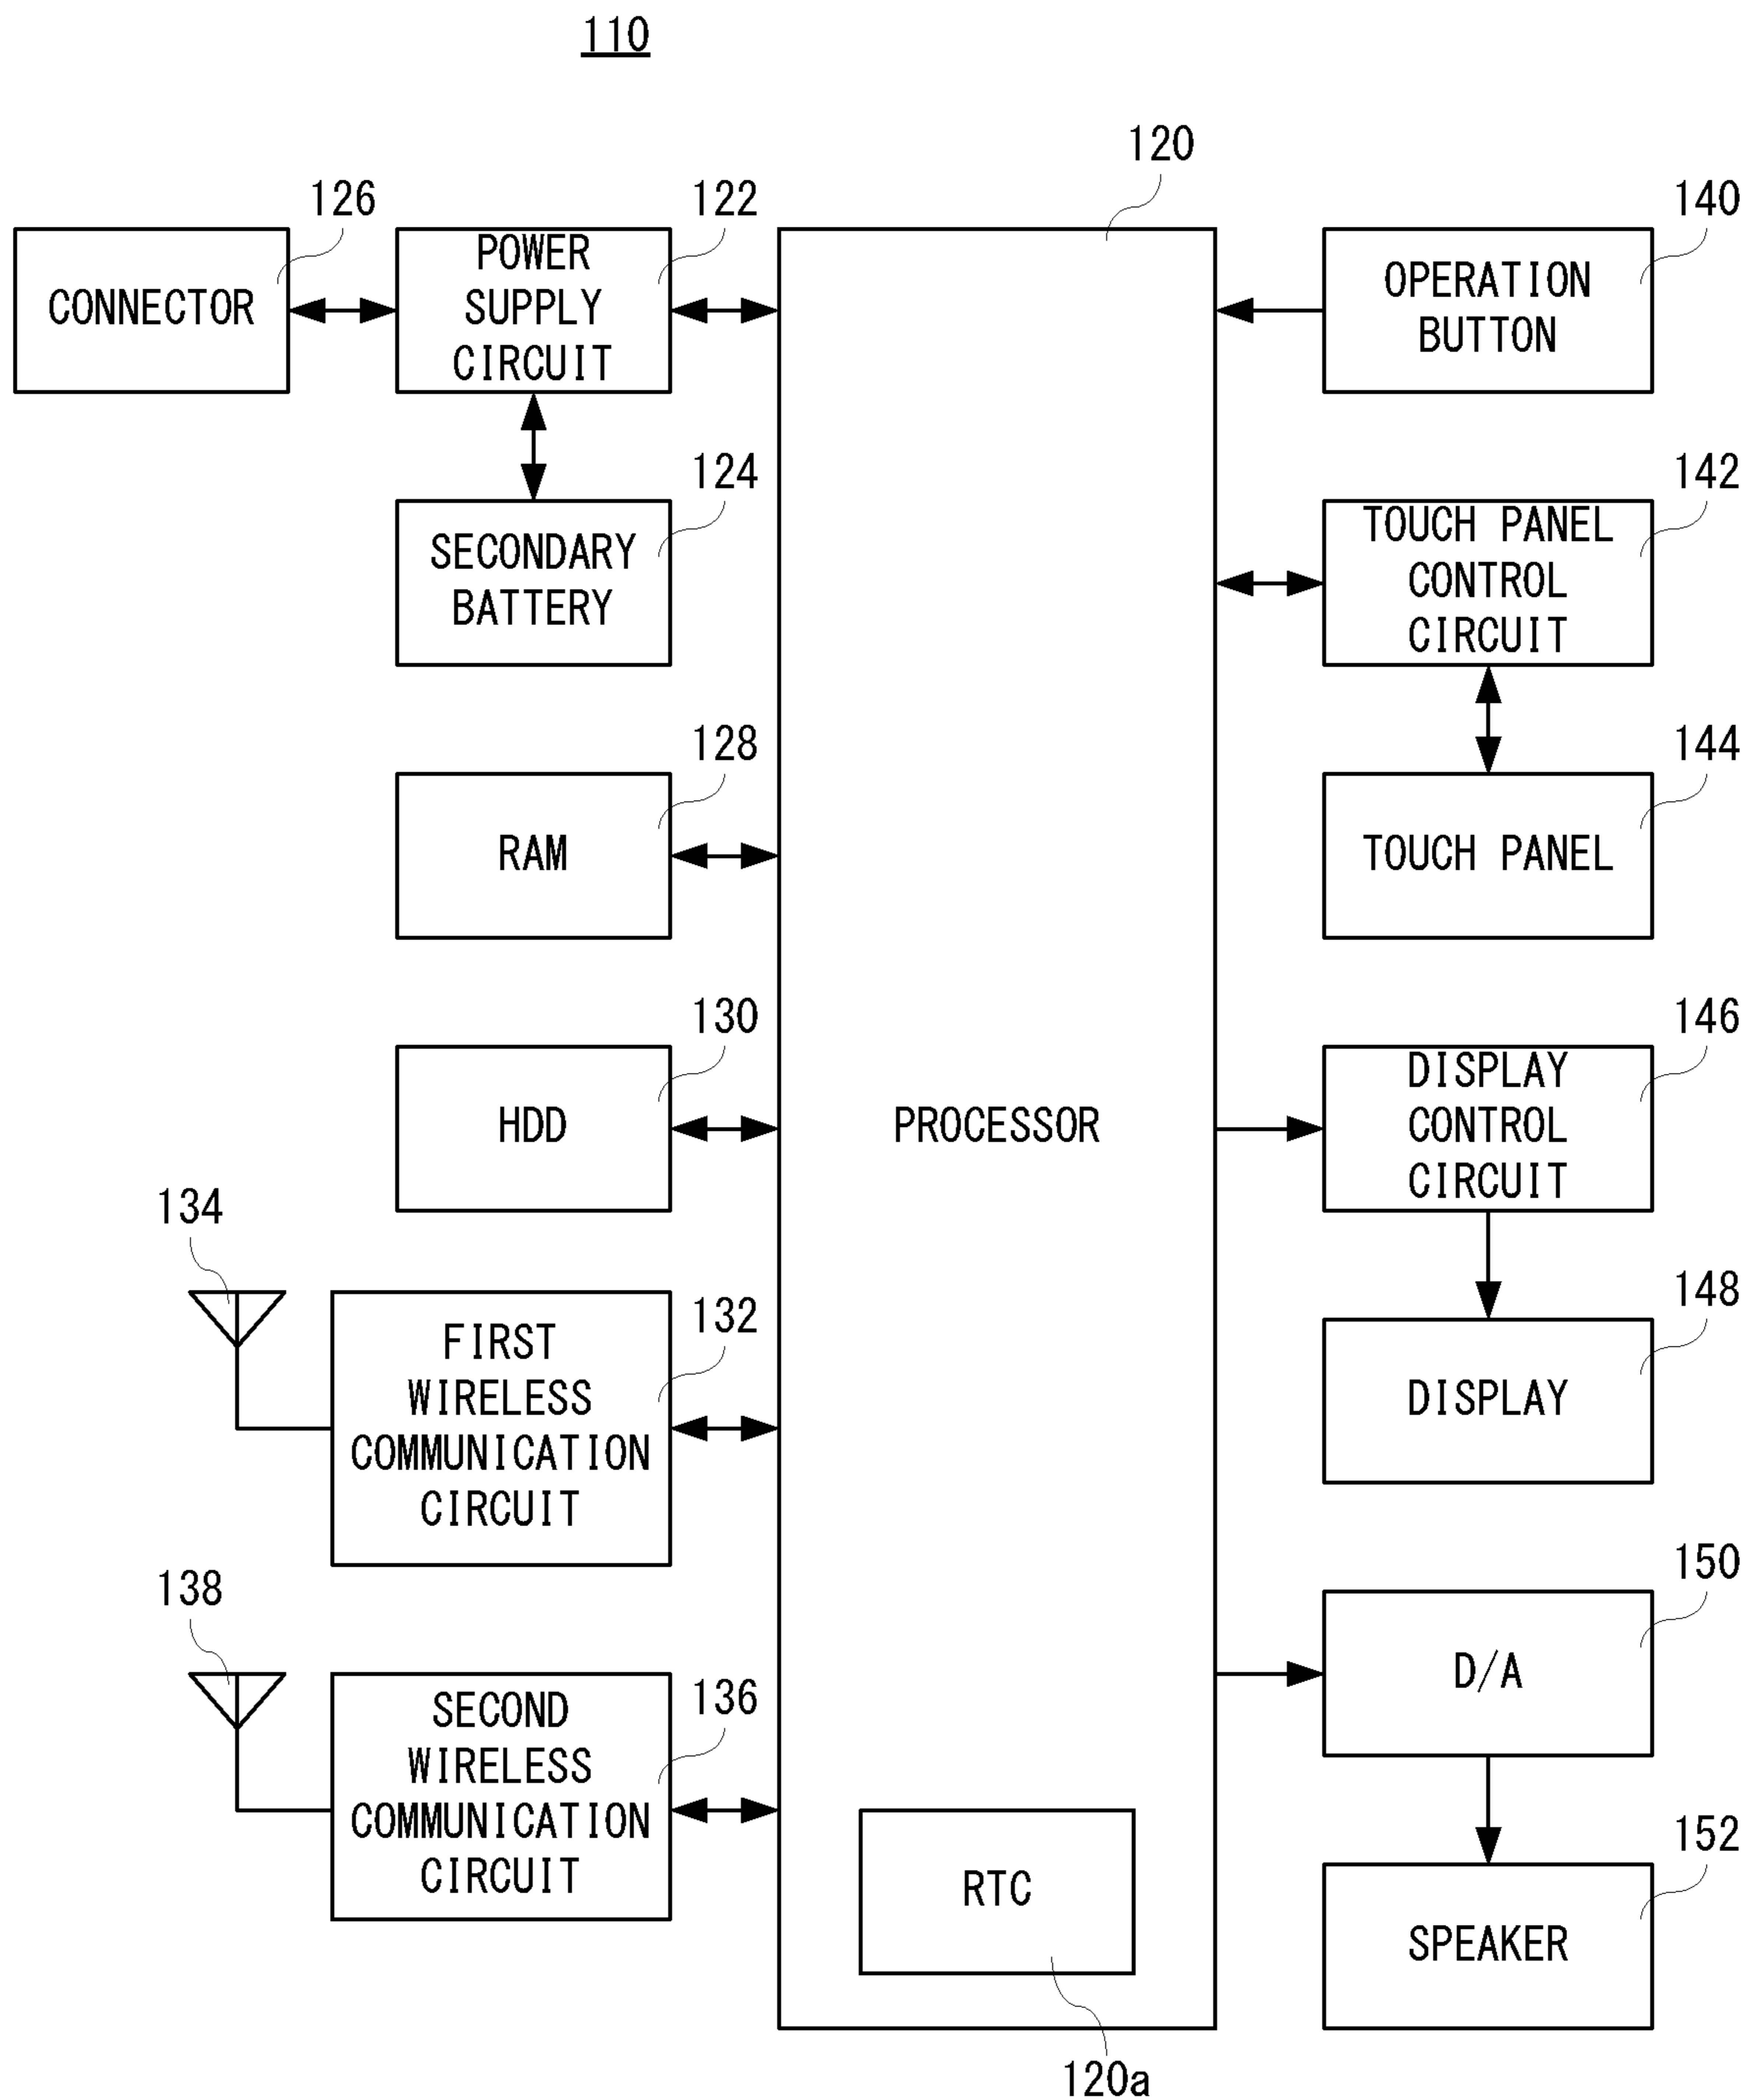 110
120
126
122
140
CONNECTOR
POWER
SUPPLY
CIRCUIT
OPERATION
BUTTON
124
142
SECONDARY
BATTERY
TOUCH PANEL
CONTROL
CIRCUIT
128
144
RAM
TOUCH PANEL
130
146
HDD
PROCESSOR
DISPLAY
CONTROL
CIRCUIT
134
132
148
FIRST
WIRELESS
COMMUNICATION
CIRCUIT
DISPLAY
138
150
136
SECOND
WIRELESS
COMMUNICATION
CIRCUIT
D/A
152
RTC
SPEAKER
120a